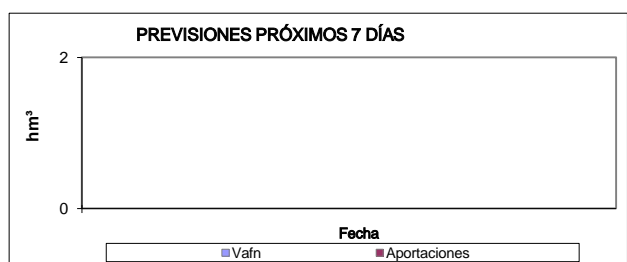 PREVISIONES PRÓXIMOS 7 DÍAS
2
hm³
0
Fecha
Vafn Aportaciones